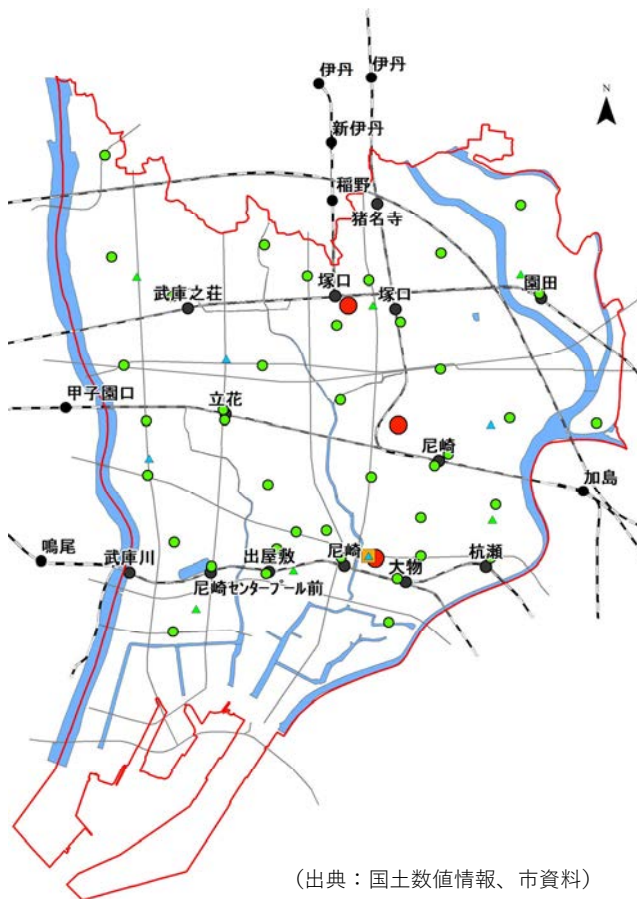 伊丹
伊丹
N
新伊丹
稲野
猪名寺
塚口
塚口
園田
武庫之荘
甲子園口
立花
尼崎
加島
鳴尾
武庫川
出屋敷
尼崎
大物
杭瀬
尼崎センタープール前
(出典：国土数値情報、市資料)